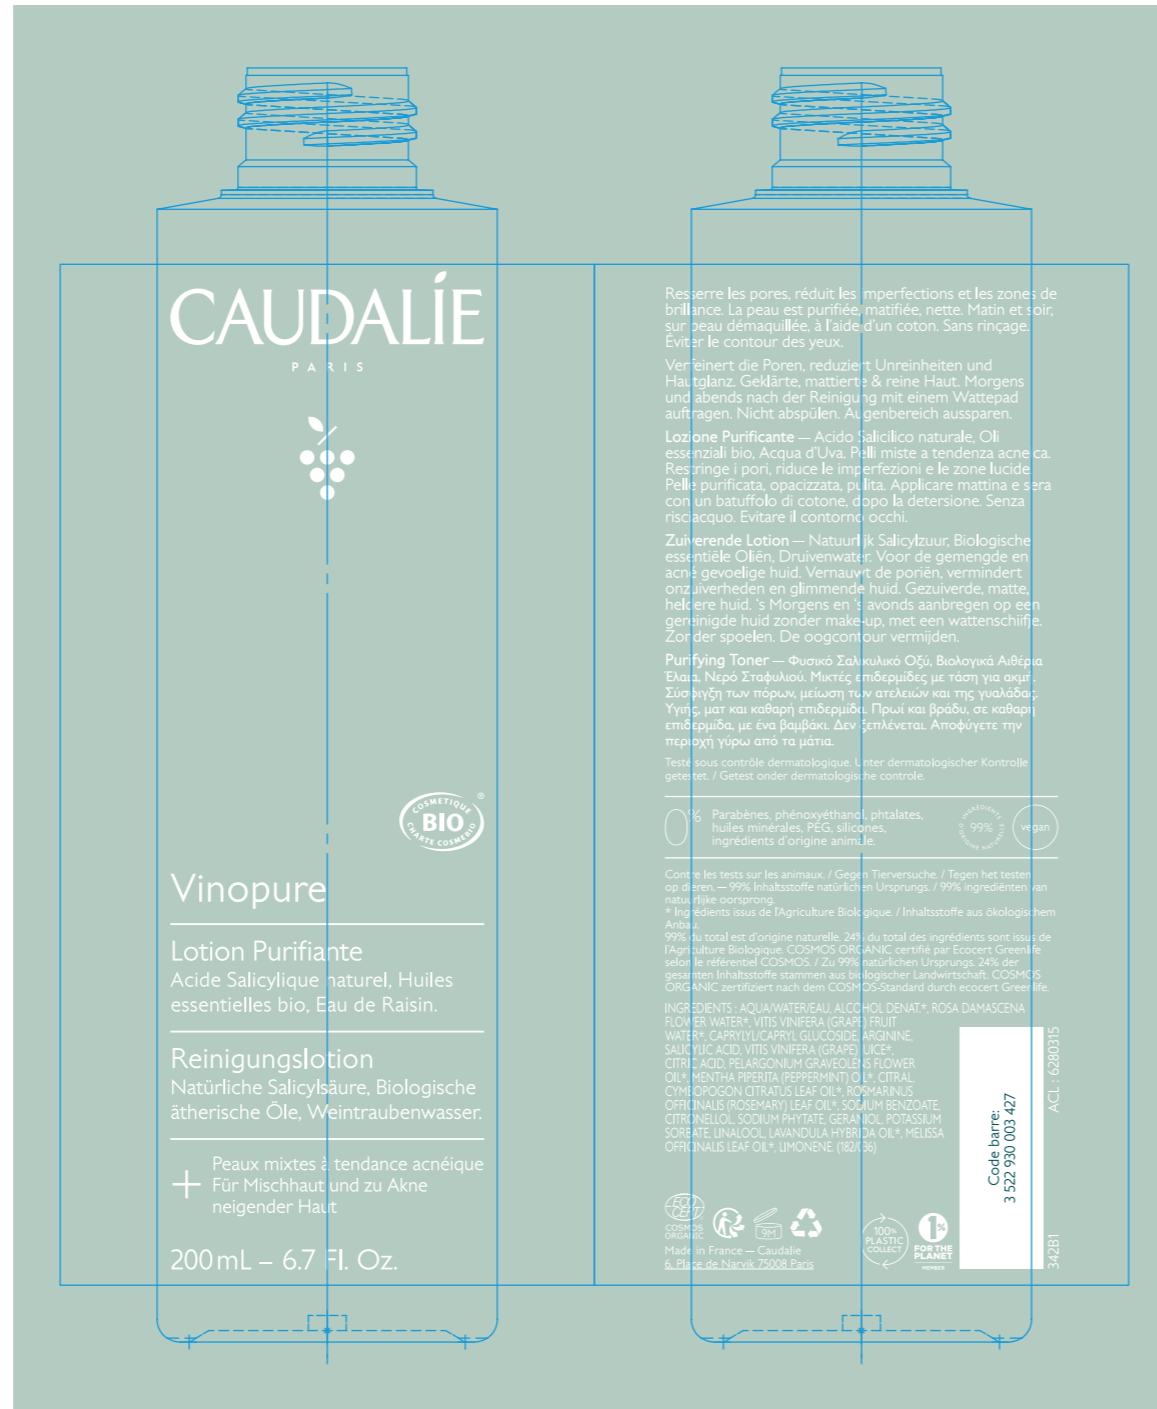 CAUDALÍE
PARIS
COSMETIQUE
BIO
CHARTE COSMEBIO
®
Vinopure
Lotion Purifiante
Acide Salicylique naturel, Huiles
essentielles bio, Eau de Raisin.
Reinigungslotion
Natürliche Salicylsäure, Biologische
ätherische Öle, Weintraubenwasser.
+
Peaux mixtes à tendance acnéique
Für Mischhaut und zu Akne
neigender Haut
200 mL – 6.7 Fl. Oz.
Resserre les pores, réduit les imperfections et les zones de
brillance. La peau est purifiée, matifiée, nette. Matin et soir,
sur peau démaquillée, à l'aide d'un coton. Sans rinçage.
Éviter le contour des yeux.
Verfeinert die Poren, reduziert Unreinheiten und
Hautglanz. Geklärte, mattierte & reine Haut. Morgens
und abends nach der Reinigung mit einem Wattepad
auftragen. Nicht abspülen. Augenbereich aussparen.
Lozione Purificante — Acido Salicilico naturale, Oli
essenziali bio, Acqua d'Uva. Pelli miste a tendenza acneica.
Restringe i pori, riduce le imperfezioni e le zone lucide.
Pelle purificata, opacizzata, pulita. Applicare mattina e sera
con un batuffolo di cotone, dopo la detersione. Senza
risciacquo. Evitare il contorno occhi.
Zuiverende Lotion — Natuurlijk Salicylzuur, Biologische
essentiële Oliën, Druivenwater. Voor de gemengde en
acné gevoelige huid. Vernauwt de poriën, vermindert
onzuiverheden en glimmende huid. Gezuiverde, matte,
heldere huid. 's Morgens en 's avonds aanbregen op een
gereinigde huid zonder make-up, met een wattenschijfje.
Zonder spoelen. De oogcontour vermijden.
Purifying Toner — Φυσικό Σαλικυλικό Οξύ, Βιολογικά Αιθέρια
Έλαια, Νερό Σταφυλιού. Μικτές επιδερμίδες με τάση για ακμή.
Σύσφιγξη των πόρων, μείωση των ατελειών και της γυαλάδας.
Υγιής, ματ και καθαρή επιδερμίδα. Πρωί και βράδυ, σε καθαρή
επιδερμίδα, με ένα βαμβάκι. Δεν ξεπλένεται. Αποφύγετε την
περιοχή γύρω από τα μάτια.
Testé sous contrôle dermatologique. Unter dermatologischer Kontrolle
getestet. / Getest onder dermatologische controle.
0%
Parabènes, phénoxyéthanol, phtalates,
huiles minérales, PEG, silicones,
ingrédients d'origine animale.
INGRÉDIENTS
99%
D'ORIGINE NATURELLE
vegan
Contre les tests sur les animaux. / Gegen Tierversuche. / Tegen het testen
op dieren. — 99% Inhaltsstoffe natürlichen Ursprungs. / 99% ingrediënten van
natuurlijke oorsprong.
* Ingrédients issus de l'Agriculture Biologique. / Inhaltsstoffe aus ökologischem
Anbau.
99% du total est d'origine naturelle. 24% du total des ingrédients sont issus de
l'Agriculture Biologique. COSMOS ORGANIC certifié par Ecocert Greenlife
selon le référentiel COSMOS. / Zu 99% natürlichen Ursprungs. 24% der
gesamten Inhaltsstoffe stammen aus biologischer Landwirtschaft. COSMOS
ORGANIC zertifiziert nach dem COSMOS-Standard durch ecocert Greenlife.
INGREDIENTS : AQUA/WATER/EAU, ALCOHOL DENAT.*, ROSA DAMASCENA
FLOWER WATER*, VITIS VINIFERA (GRAPE) FRUIT
WATER*, CAPRYLYL/CAPRYL GLUCOSIDE, ARGININE,
SALICYLIC ACID, VITIS VINIFERA (GRAPE) JUICE*,
CITRIC ACID, PELARGONIUM GRAVEOLENS FLOWER
OIL*, MENTHA PIPERITA (PEPPERMINT) OIL*, CITRAL,
CYMBOPOGON CITRATUS LEAF OIL*, ROSMARINUS
OFFICINALIS (ROSEMARY) LEAF OIL*, SODIUM BENZOATE,
CITRONELLOL, SODIUM PHYTATE, GERANIOL, POTASSIUM
SORBATE, LINALOOL, LAVANDULA HYBRIDA OIL*, MELISSA
OFFICINALIS LEAF OIL*, LIMONENE. (182/036)
Code barre:
3 522 930 003 427
ACL : 6280315
342B1
ECO
CERT
COSMOS
ORGANIC
9M
100%
PLASTIC
COLLECT
1%
FOR THE
PLANET
MEMBER
Made in France — Caudalie
6, Place de Narvik 75008 Paris